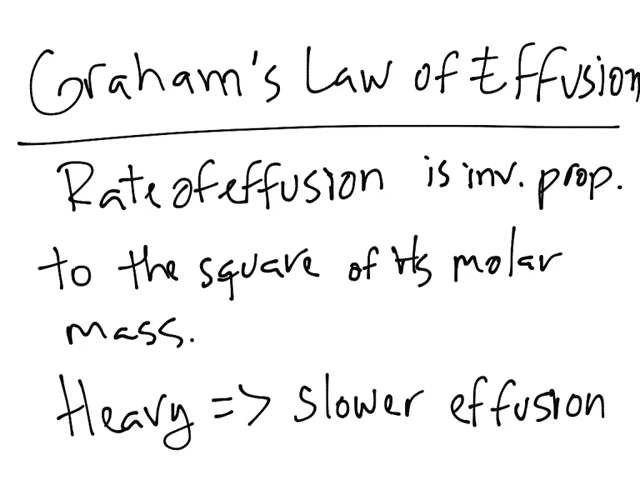 Graham's Law of Effusion
Rate of effusion is inv. prop.
to the square of its molar
mass.
Heavy => slower effusion